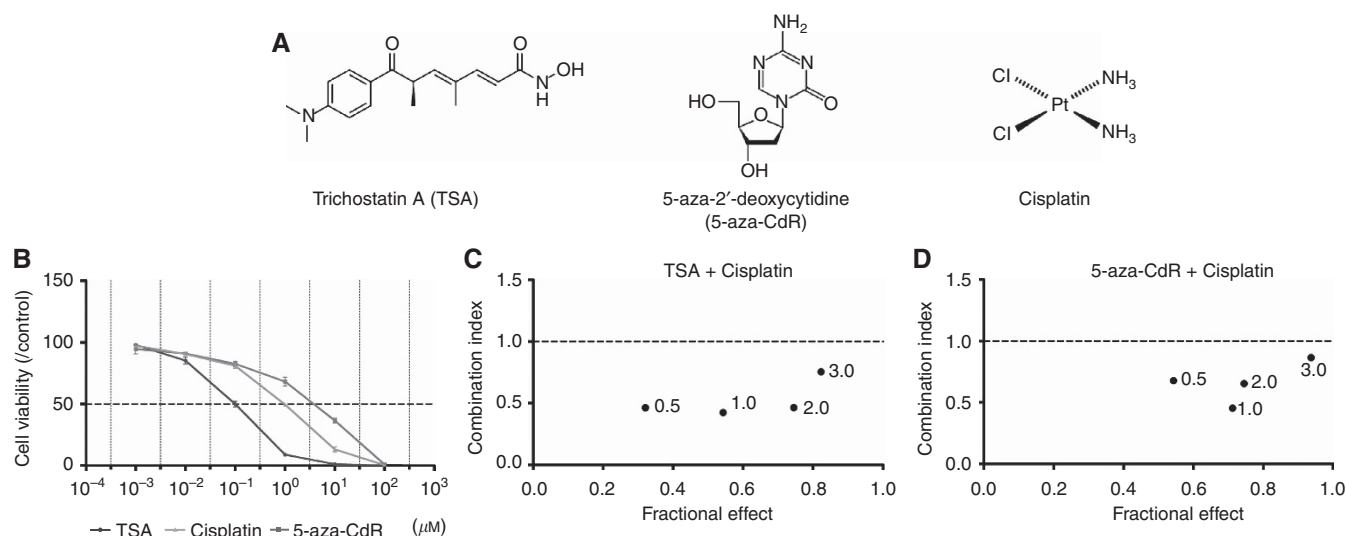 A
O
O
N
H
OH
N
Trichostatin A (TSA)
NH₂
N
N
N
O
HO
O
OH
5-aza-2′-deoxycytidine
(5-aza-CdR)
Cl
NH₃
Pt
Cl
NH₃
Cisplatin
B
Cell viability (/control)
150
100
50
0
10⁻⁴ 10⁻³ 10⁻² 10⁻¹ 10⁰ 10¹ 10² 10³
TSA Cisplatin 5-aza-CdR (μM)
C
TSA + Cisplatin
Combination index
1.5
1.0
0.5
0.0
0.5
1.0
2.0
3.0
0.0 0.2 0.4 0.6 0.8 1.0
Fractional effect
D
5-aza-CdR + Cisplatin
Combination index
1.5
1.0
0.5
0.0
0.5
1.0
2.0
3.0
0.0 0.2 0.4 0.6 0.8 1.0
Fractional effect